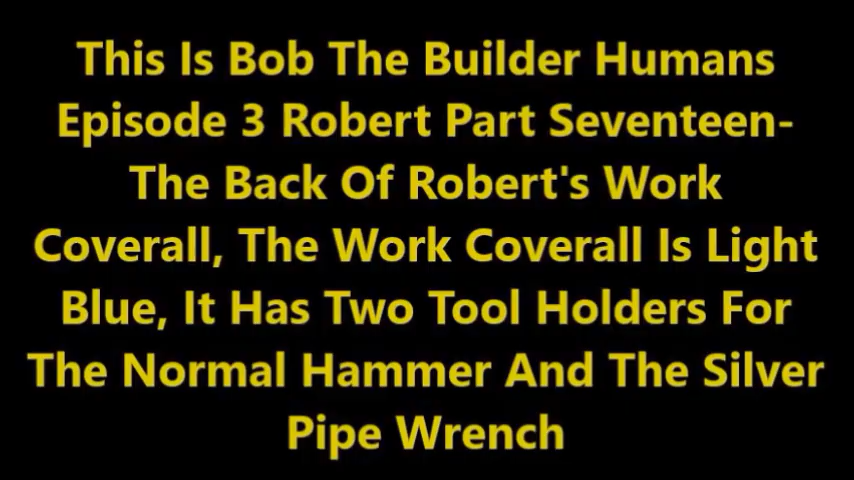 This Is Bob The Builder Humans
Episode 3 Robert Part Seventeen-
The Back Of Robert's Work
Coverall, The Work Coverall Is Light
Blue, It Has Two Tool Holders For
The Normal Hammer And The Silver
Pipe Wrench